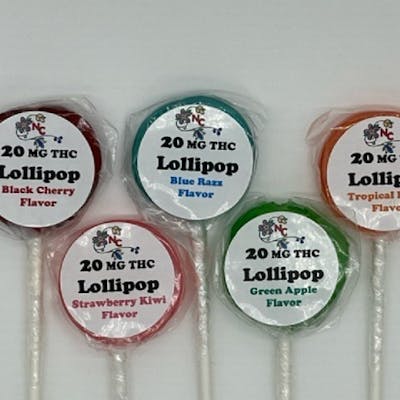 NC
20 MG THC
Lollipop
Black Cherry
Flavor
NC
20 MG THC
Lollipop
Blue Razz
Flavor
NC
20 MG
Tropical
NC
20 MG THC
Lollipop
Strawberry Kiwi
Flavor
NC
20 MG THC
Lollipop
Green Apple
Flavor